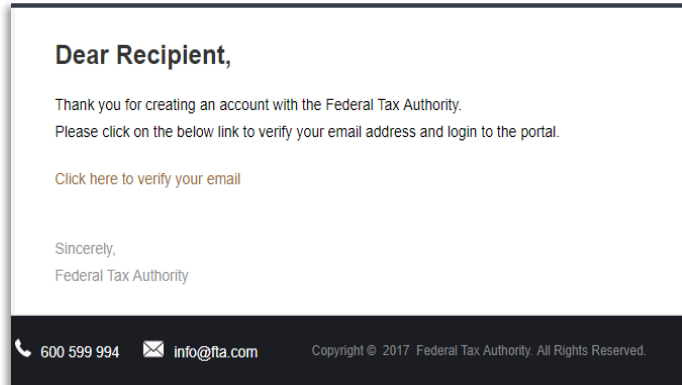 Dear Recipient,
Thank you for creating an account with the Federal Tax Authority.
Please click on the below link to verify your email address and login to the portal.
Click here to verify your email
Sincerely,
Federal Tax Authority
600 599 994 info@fta.com Copyright © 2017 Federal Tax Authority. All Rights Reserved.